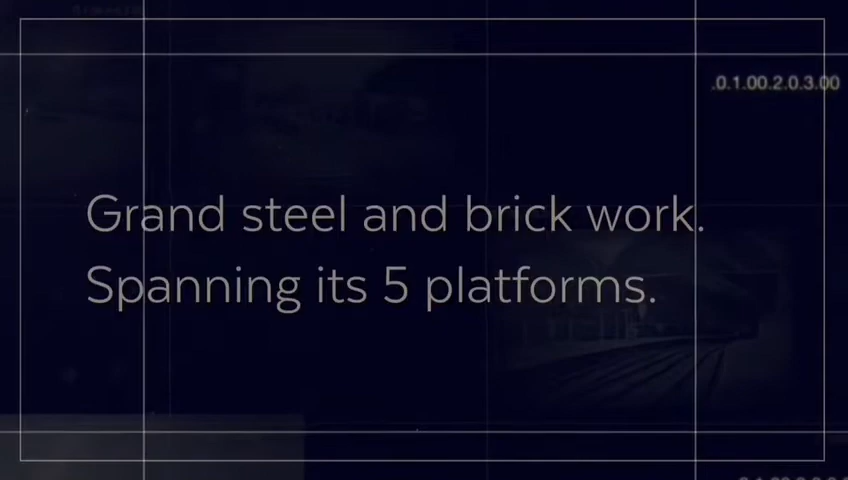 .0.1.00.2.0.3.00
Grand steel and brick work.
Spanning its 5 platforms.